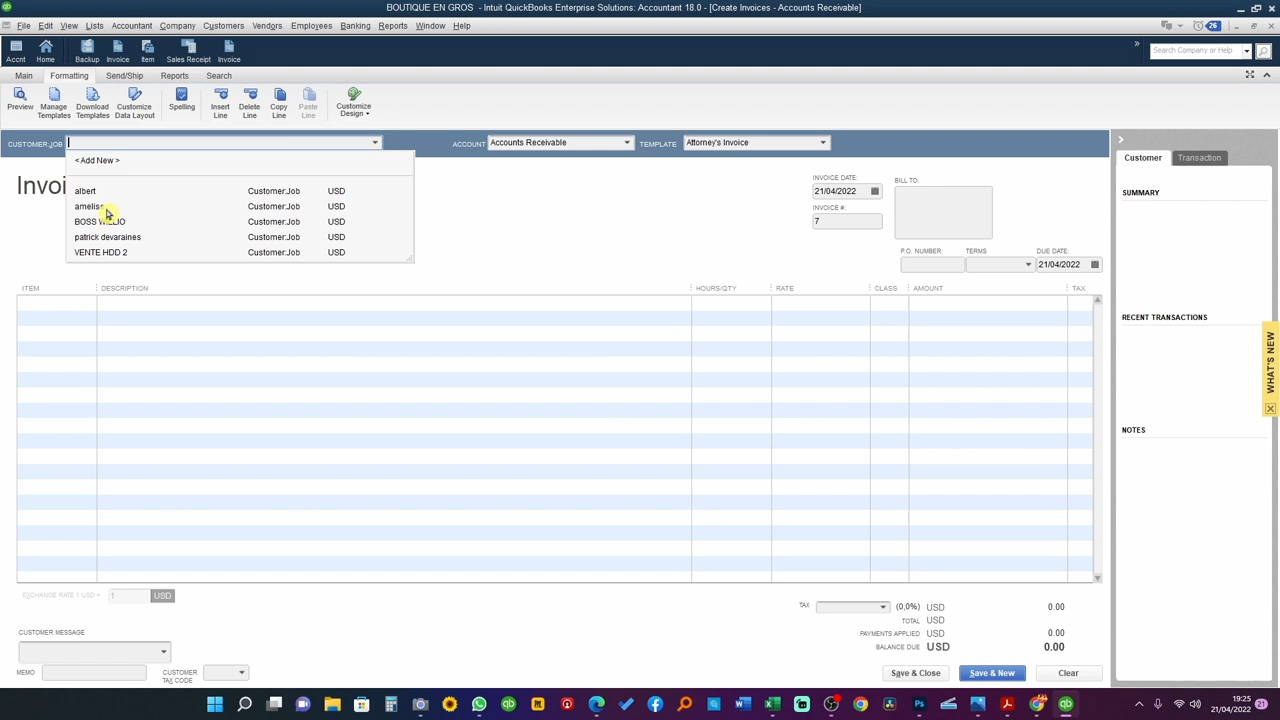 BOUTIQUE EN GROS - Intuit QuickBooks Enterprise Solutions: Accountant 18.0 - [Create Invoices - Accounts Receivable]
File Edit View Lists Accountant Company Customers Vendors Employees Banking Reports Window Help 26
Accnt Home Backup Invoice Item Sales Receipt Invoice » Search Company or Help
Main Formatting Send/Ship Reports Search
Preview Manage Templates Download Templates Customize Data Layout Spelling Insert Line Delete Line Copy Line Paste Line Customize Design
CUSTOMER:JOB ACCOUNT Accounts Receivable TEMPLATE Attorney's Invoice
< Add New >
Customer Transaction
Invoi
INVOICE DATE: BILL TO:
albert Customer:Job USD 21/04/2022 SUMMARY
Customer:Job USD INVOICE #:
BOSS Customer:Job USD 7
patrick devaraines Customer:Job USD
VENTE HDD 2 Customer:Job USD P.O. NUMBER: TERMS DUE DATE:
21/04/2022
ITEM DESCRIPTION HOURS/QTY RATE CLASS AMOUNT TAX
RECENT TRANSACTIONS
WHAT'S NEW
NOTES
EXCHANGE RATE 1 USD = 1 USD
TAX (0,0%) USD 0.00
TOTAL USD
CUSTOMER MESSAGE PAYMENTS APPLIED USD 0.00
BALANCE DUE USD 0.00
MEMO CUSTOMER TAX CODE Save & Close Save & New Clear
19:25
21/04/2022 21